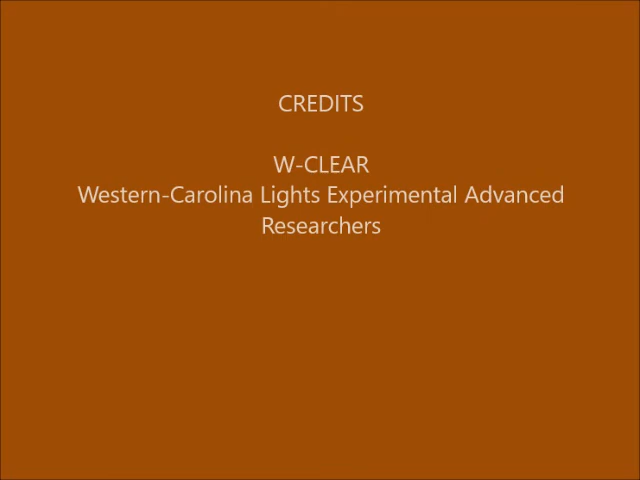 CREDITS
W-CLEAR
Western-Carolina Lights Experimental Advanced
Researchers